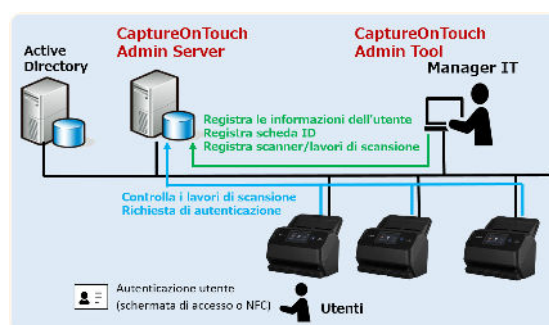 CaptureOnTouch
Admin Server
CaptureOnTouch
Admin Tool
Active
Directory
Manager IT
Registra le informazioni dell'utente
Registra scheda ID
Registra scanner/lavori di scansione
Controlla i lavori di scansione
Richiesta di autenticazione
Autenticazione utente
(schermata di accesso o NFC)
Utenti